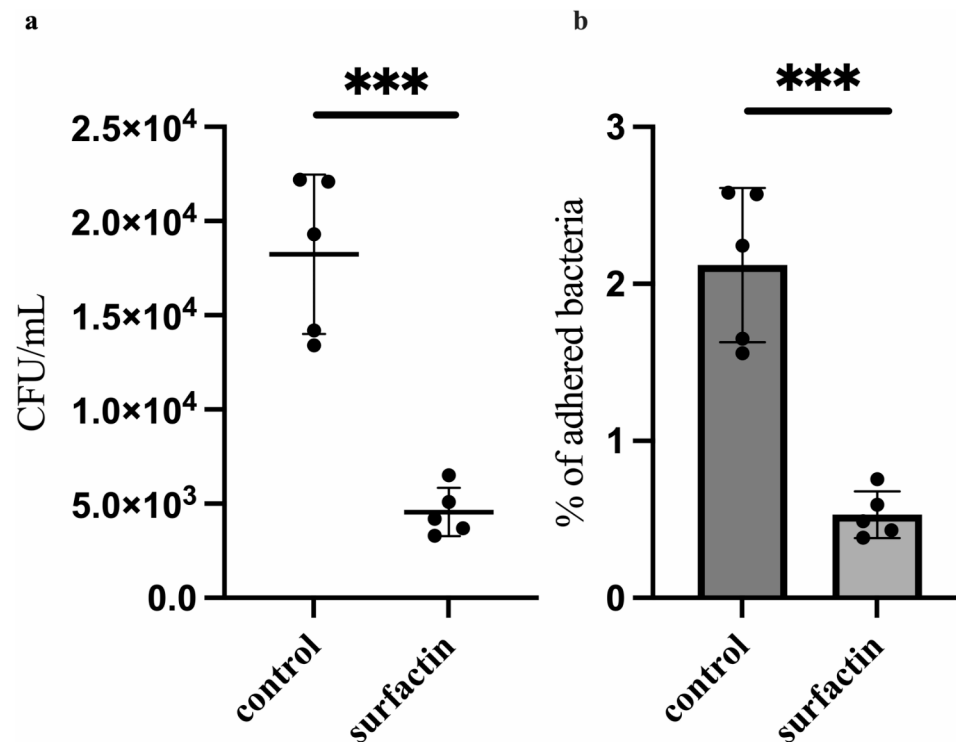 a
***
2.5×10⁴
2.0×10⁴
1.5×10⁴
1.0×10⁴
5.0×10³
0.0
CFU/mL
control
surfactin
b
***
3
2
1
0
% of adhered bacteria
control
surfactin